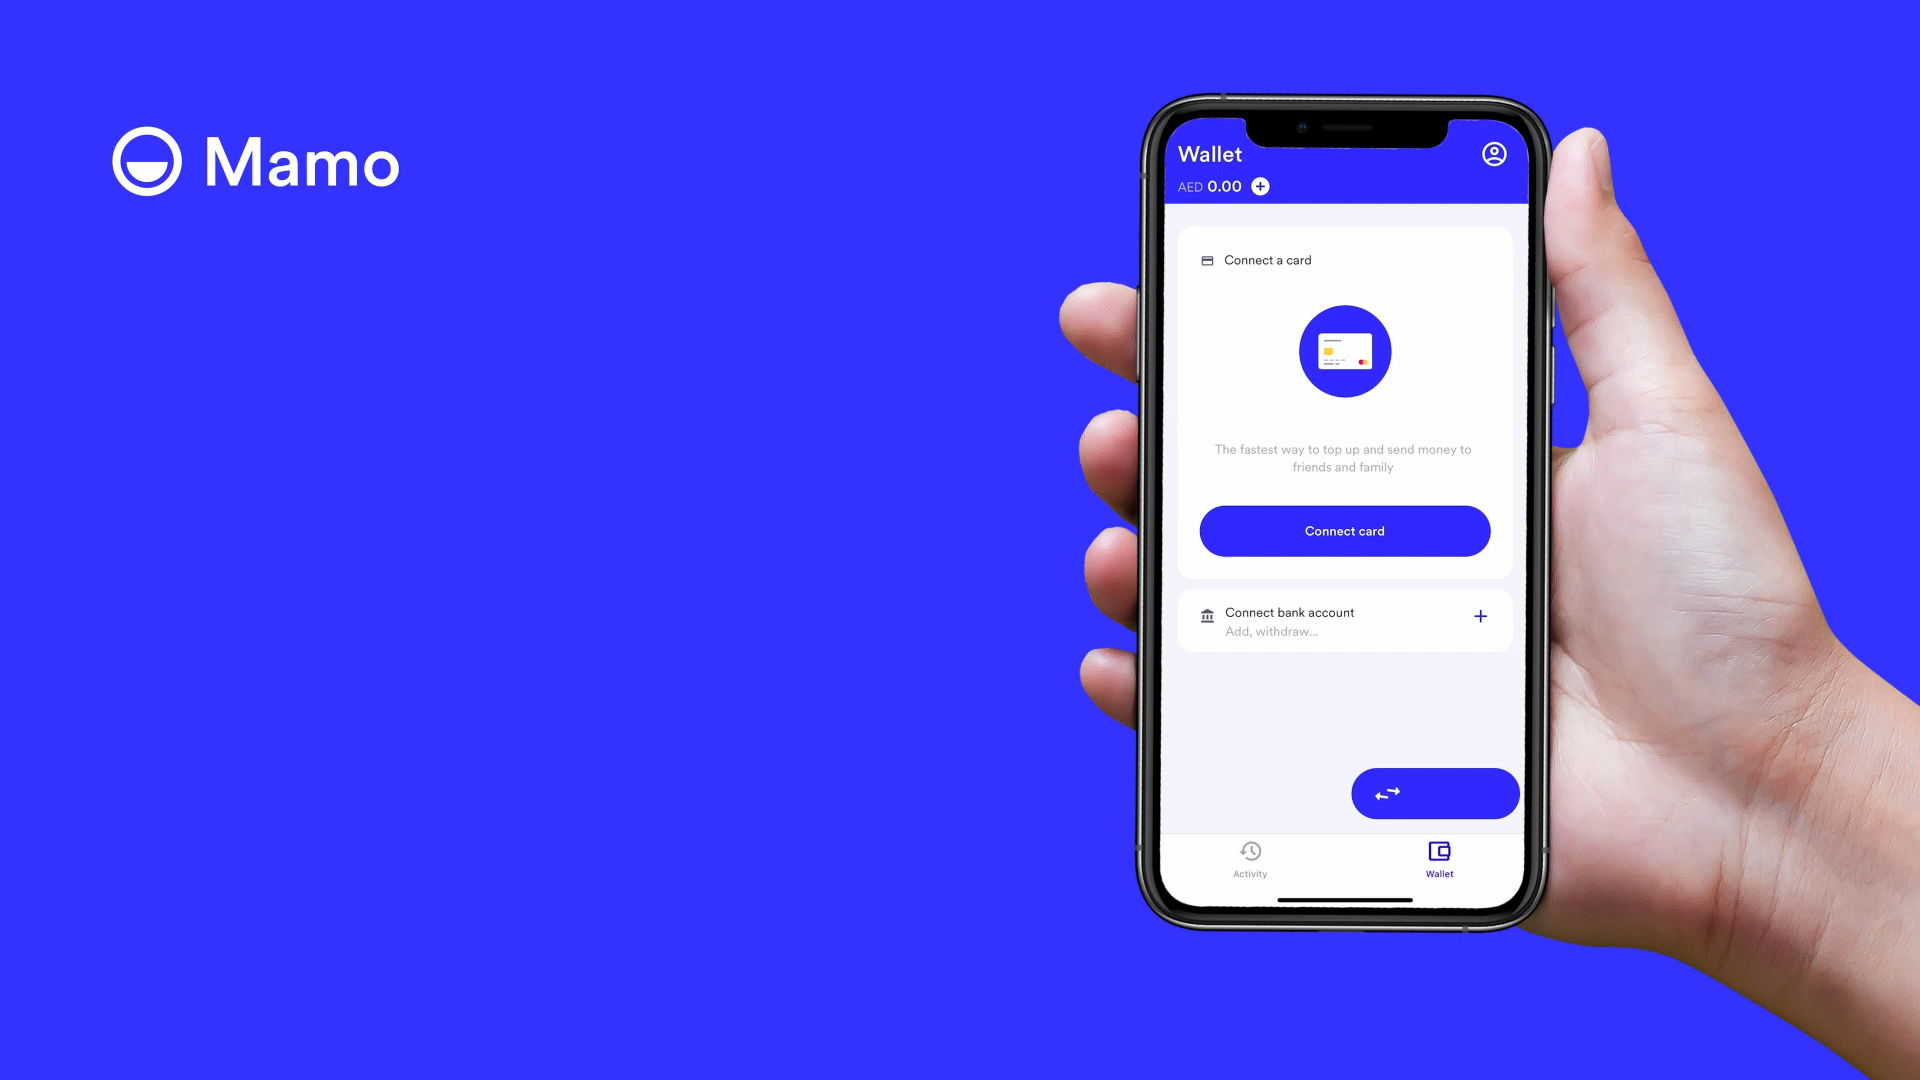 Mamo
Wallet
AED 0.00
Connect a card
The fastest way to top up and send money to
friends and family
Connect card
Connect bank account
Add, withdraw...
Activity
Wallet